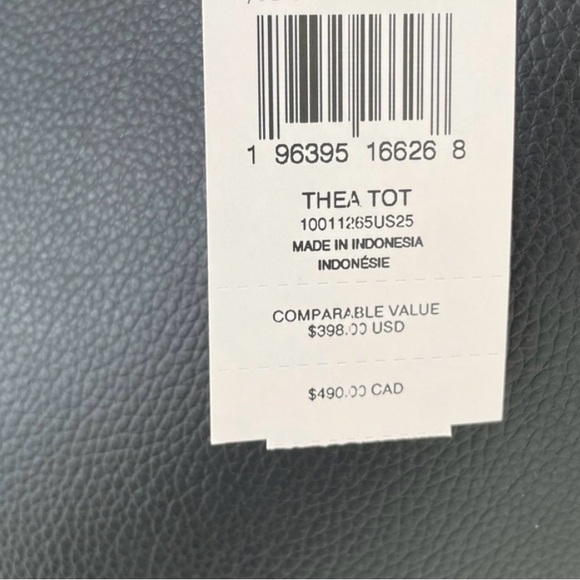 1 96395 16626 8
THEA TOT
10011265US25
MADE IN INDONESIA
INDONÉSIE
COMPARABLE VALUE
$398.00 USD
$490.00 CAD